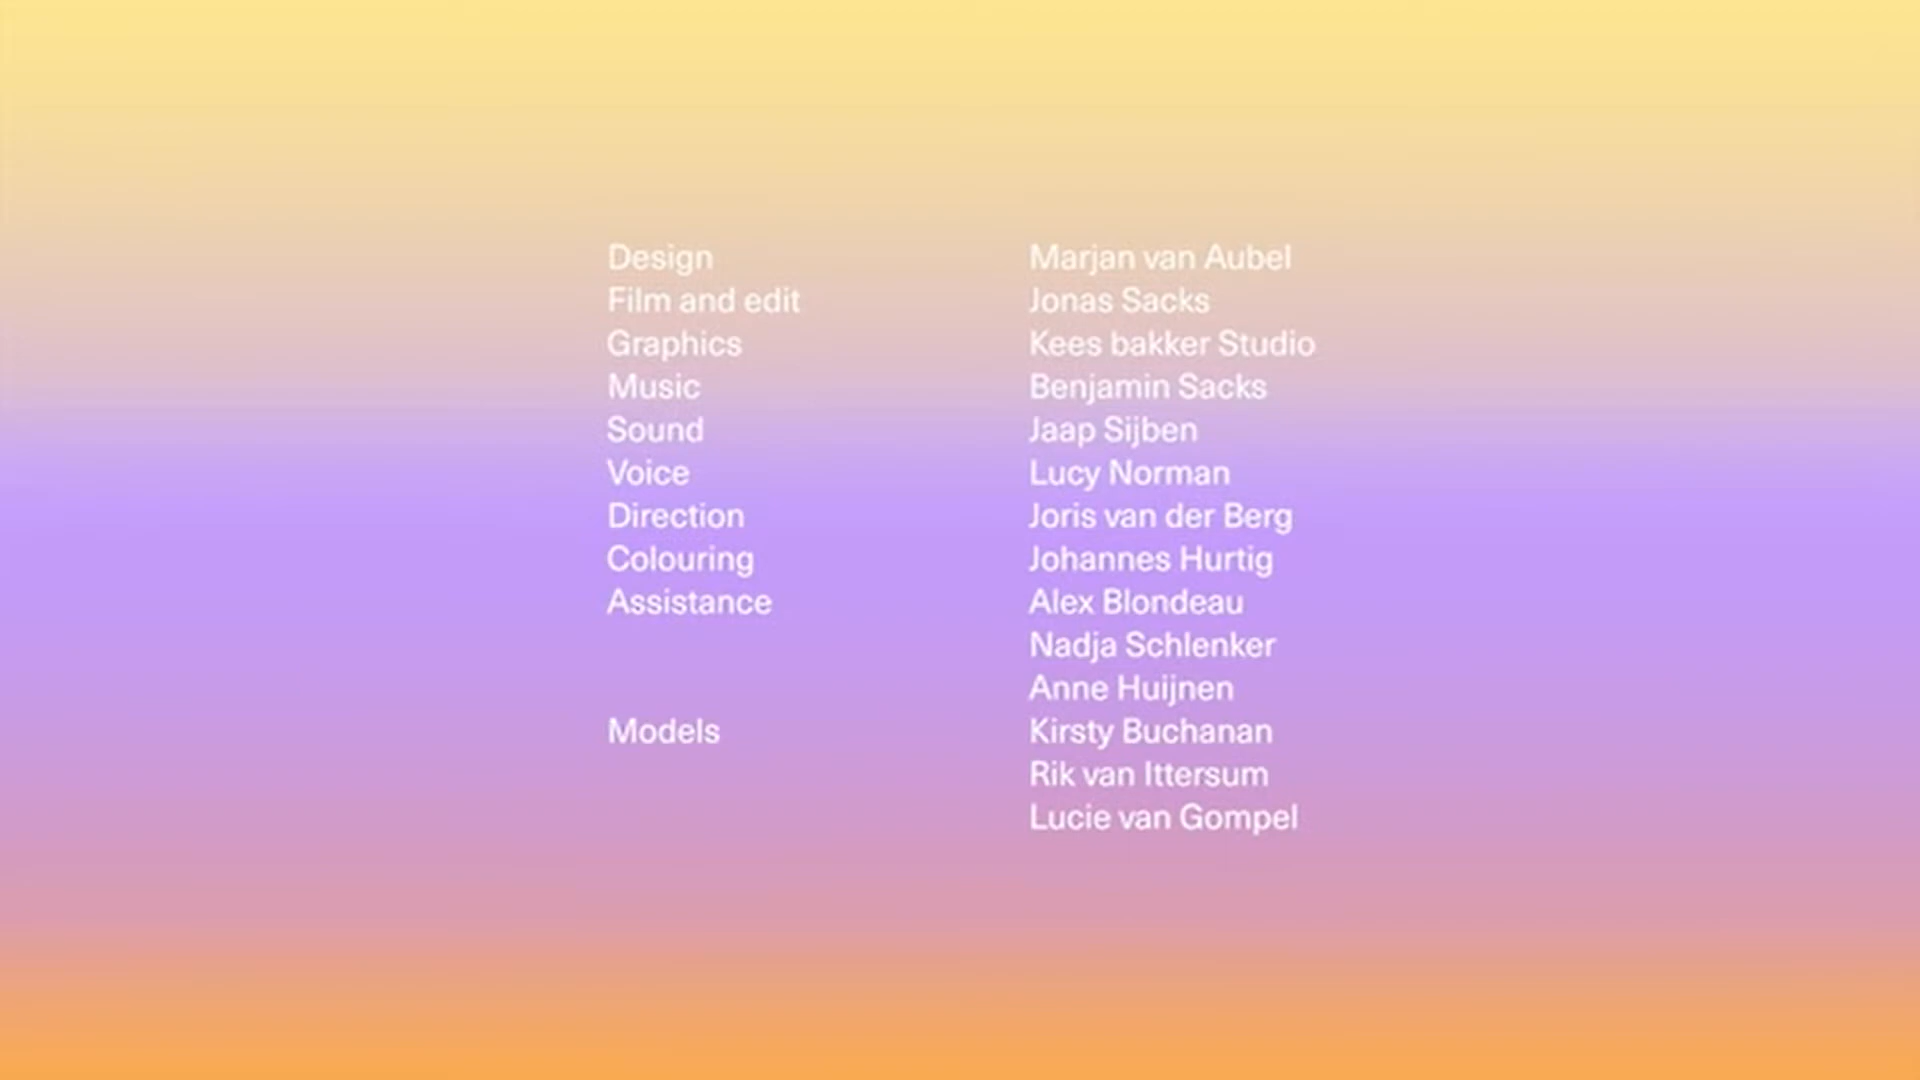 Design Marjan van Aubel
Film and edit Jonas Sacks
Graphics Kees bakker Studio
Music Benjamin Sacks
Sound Jaap Sijben
Voice Lucy Norman
Direction Joris van der Berg
Colouring Johannes Hurtig
Assistance Alex Blondeau
Nadja Schlenker
Anne Huijnen
Models Kirsty Buchanan
Rik van Ittersum
Lucie van Gompel